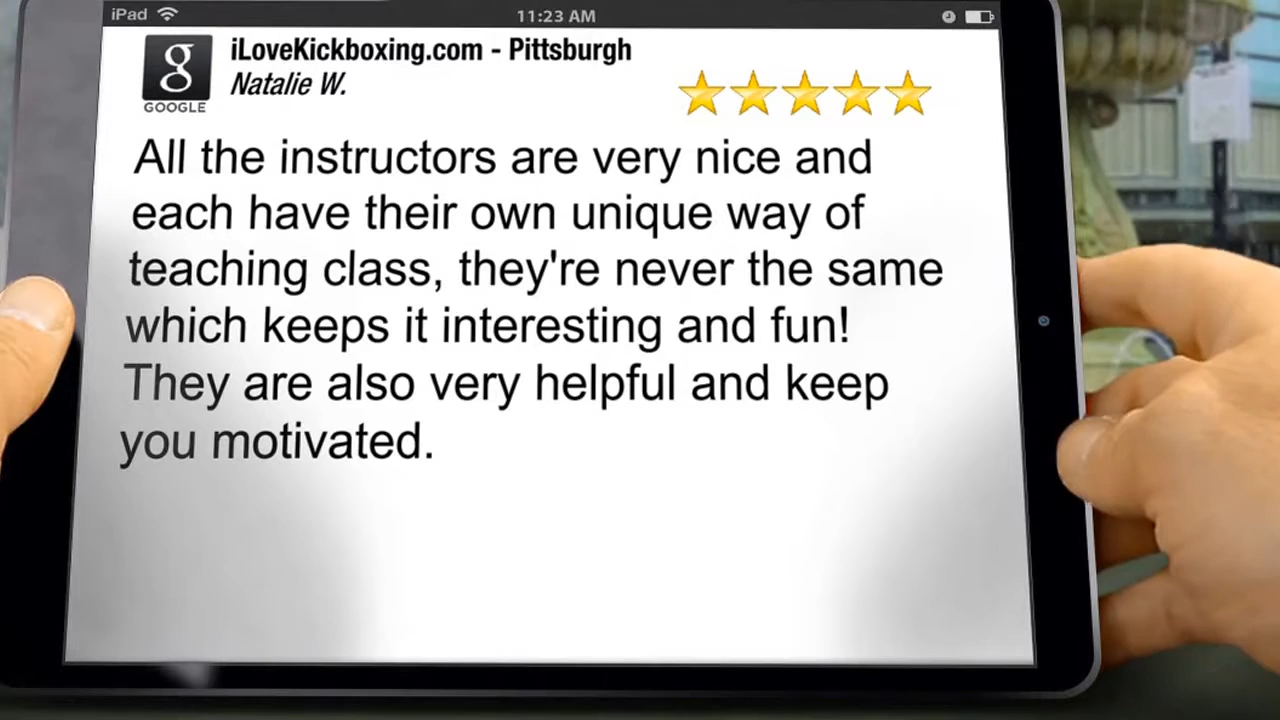 iPad 11:23 AM
g
GOOGLE
iLoveKickboxing.com - Pittsburgh
Natalie W.
All the instructors are very nice and
each have their own unique way of
teaching class, they're never the same
which keeps it interesting and fun!
They are also very helpful and keep
you motivated.